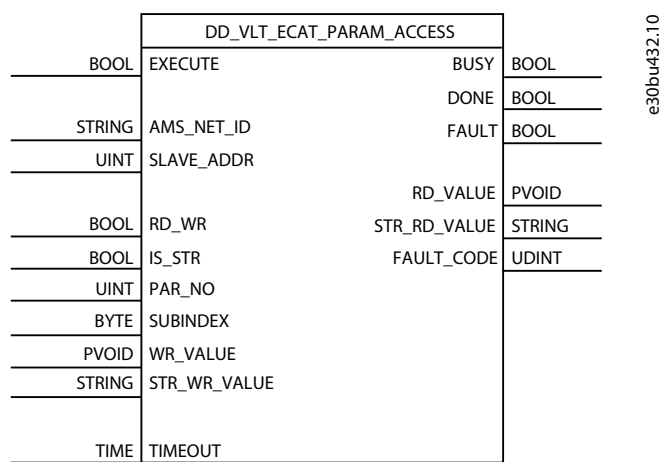 DD_VLT_ECAT_PARAM_ACCESS
BOOL EXECUTE BUSY BOOL
DONE BOOL
STRING AMS_NET_ID FAULT BOOL
UINT SLAVE_ADDR
RD_VALUE PVOID
BOOL RD_WR STR_RD_VALUE STRING
BOOL IS_STR FAULT_CODE UDINT
UINT PAR_NO
BYTE SUBINDEX
PVOID WR_VALUE
STRING STR_WR_VALUE
TIME TIMEOUT
e30bu432.10